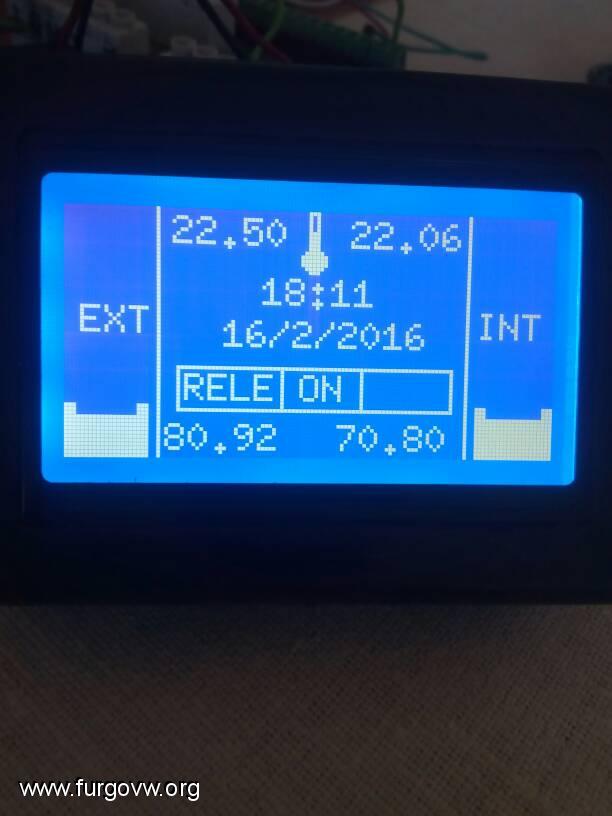 22.50 22.06
18:11
EXT INT
16/2/2016
RELE ON
80.92 70.80
www.furgovw.org